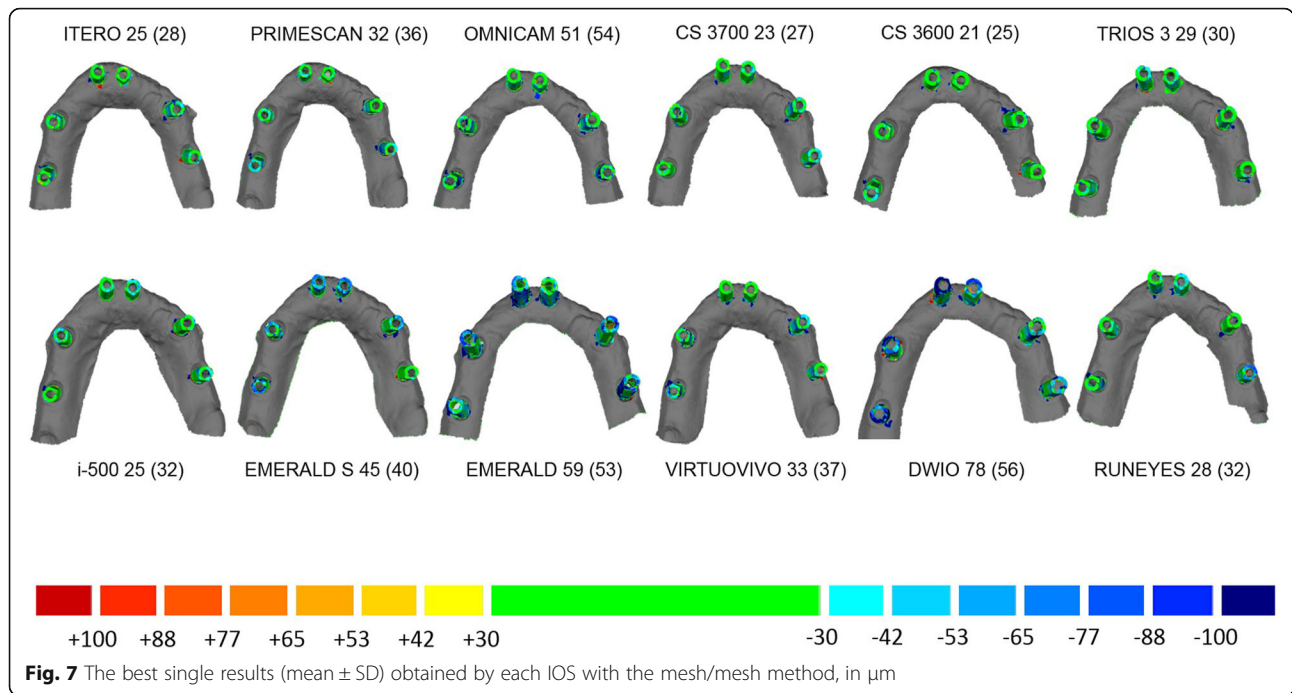 ITERO 25 (28) PRIMESCAN 32 (36) OMNICAM 51 (54) CS 3700 23 (27) CS 3600 21 (25) TRIOS 3 29 (30)
i-500 25 (32) EMERALD S 45 (40) EMERALD 59 (53) VIRTUOVIVO 33 (37) DWIO 78 (56) RUNEYES 28 (32)
+100 +88 +77 +65 +53 +42 +30 -30 -42 -53 -65 -77 -88 -100
Fig. 7 The best single results (mean ± SD) obtained by each IOS with the mesh/mesh method, in μm